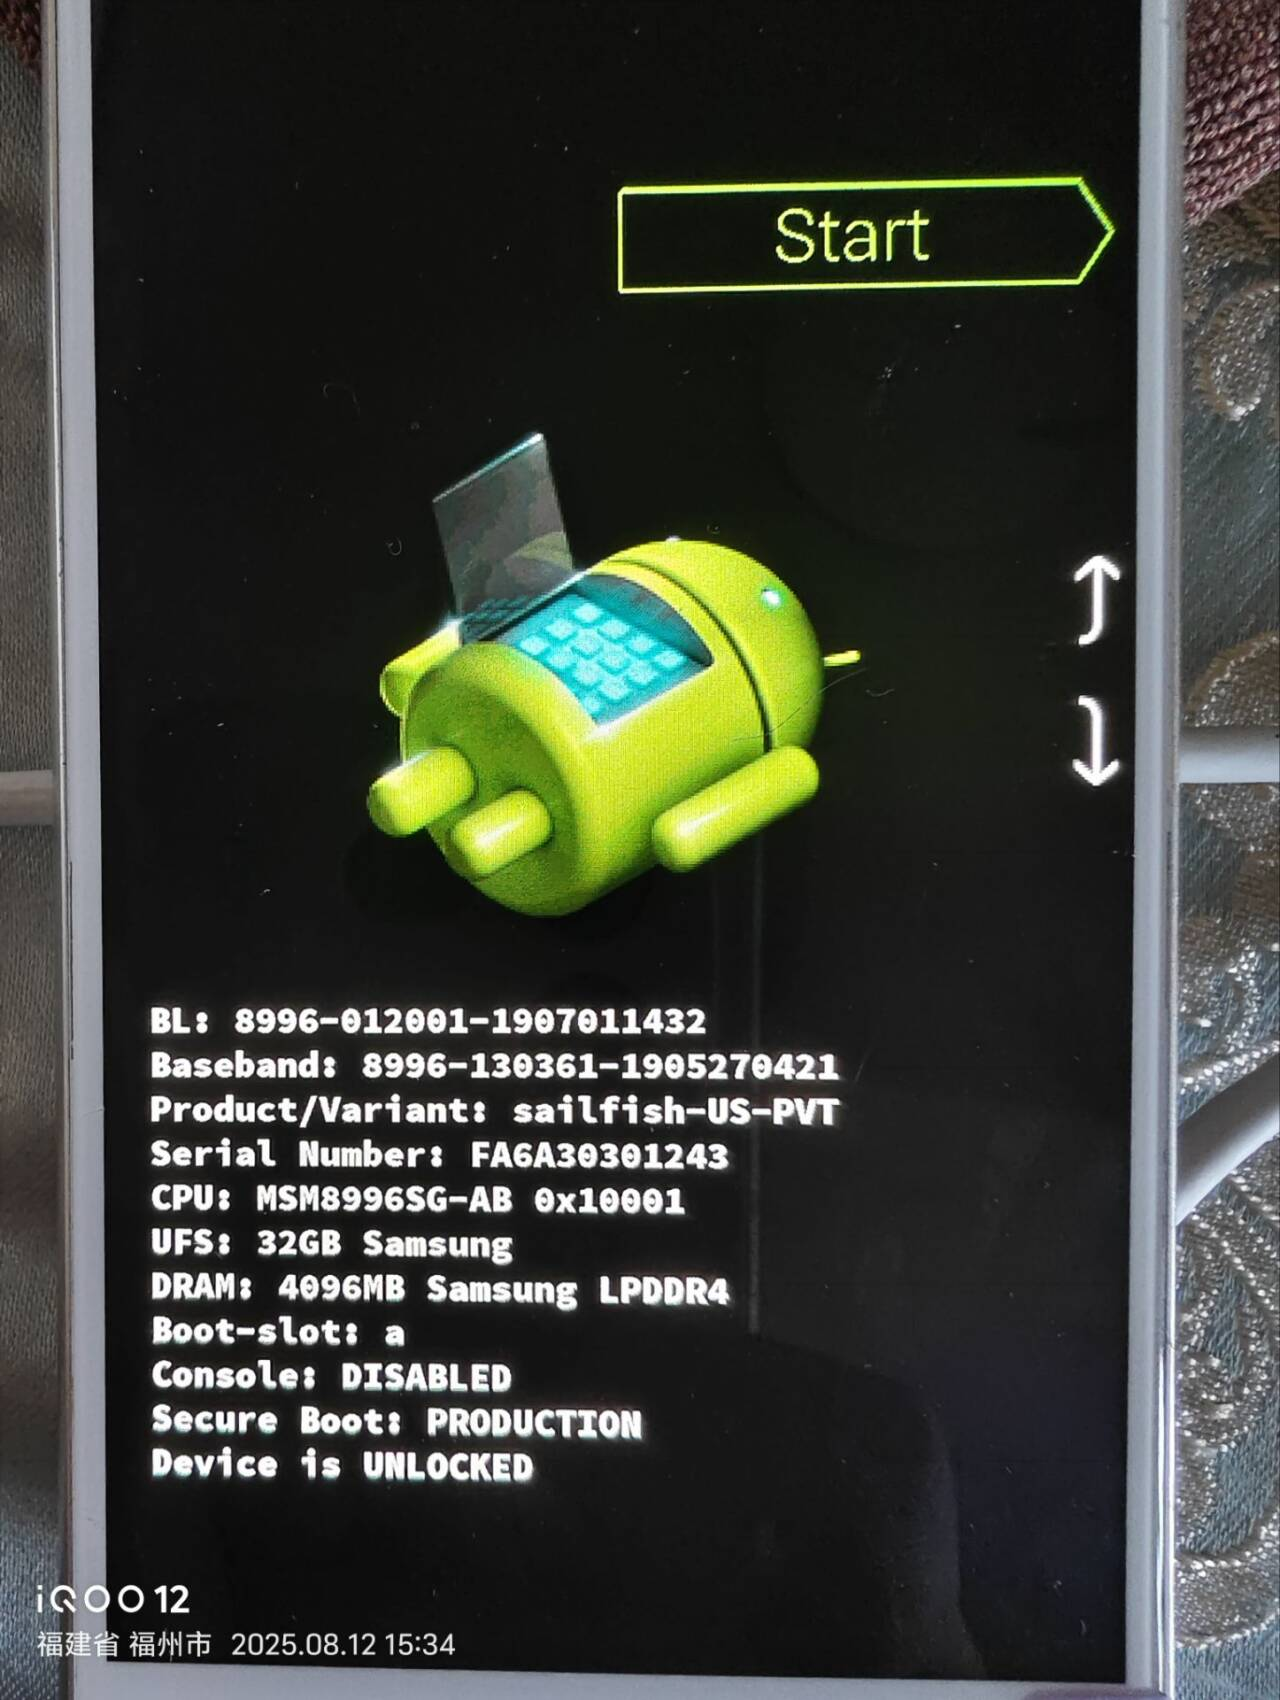 Start
BL: 8996-012001-1907011432
Baseband: 8996-130361-1905270421
Product/Variant: sailfish-US-PVT
Serial Number: FA6A30301243
CPU: MSM8996SG-AB 0x10001
UFS: 32GB Samsung
DRAM: 4096MB Samsung LPDDR4
Boot-slot: a
Console: DISABLED
Secure Boot: PRODUCTION
Device is UNLOCKED
iQOO 12
福建省 福州市 2025.08.12 15:34